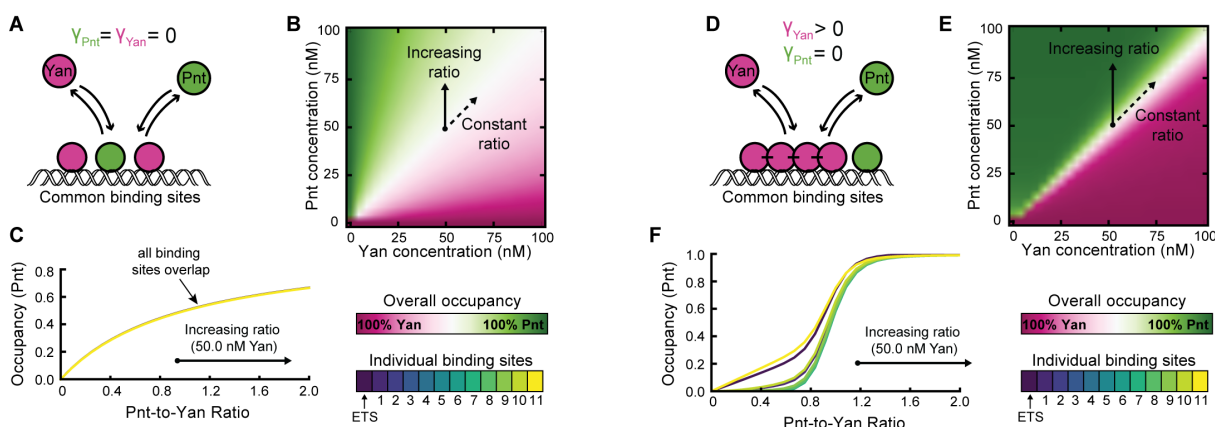 A
γPnt = γYan = 0
Yan
Pnt
Common binding sites
B
Pnt concentration (nM)
100
75
50
25
0
Increasing
ratio
Constant
ratio
0
25
50
75
100
Yan concentration (nM)
C
Occupancy (Pnt)
0.8
0.6
0.4
0.2
0.0
all binding
sites overlap
Increasing ratio
(50.0 nM Yan)
0
0.4
0.8
1.2
1.6
2.0
Pnt-to-Yan Ratio
Overall occupancy
100% Yan
100% Pnt
Individual binding sites
ETS
1 2 3 4 5 6 7 8 9 10 11
D
γYan > 0
γPnt = 0
Yan
Pnt
Common binding sites
E
Pnt concentration (nM)
100
75
50
25
0
Increasing ratio
Constant
ratio
0
25
50
75
100
Yan concentration (nM)
F
Occupancy (Pnt)
1.0
0.8
0.6
0.4
0.2
0.0
Increasing ratio
(50.0 nM Yan)
0
0.4
0.8
1.2
1.6
2.0
Pnt-to-Yan Ratio
Overall occupancy
100% Yan
100% Pnt
Individual binding sites
ETS
1 2 3 4 5 6 7 8 9 10 11